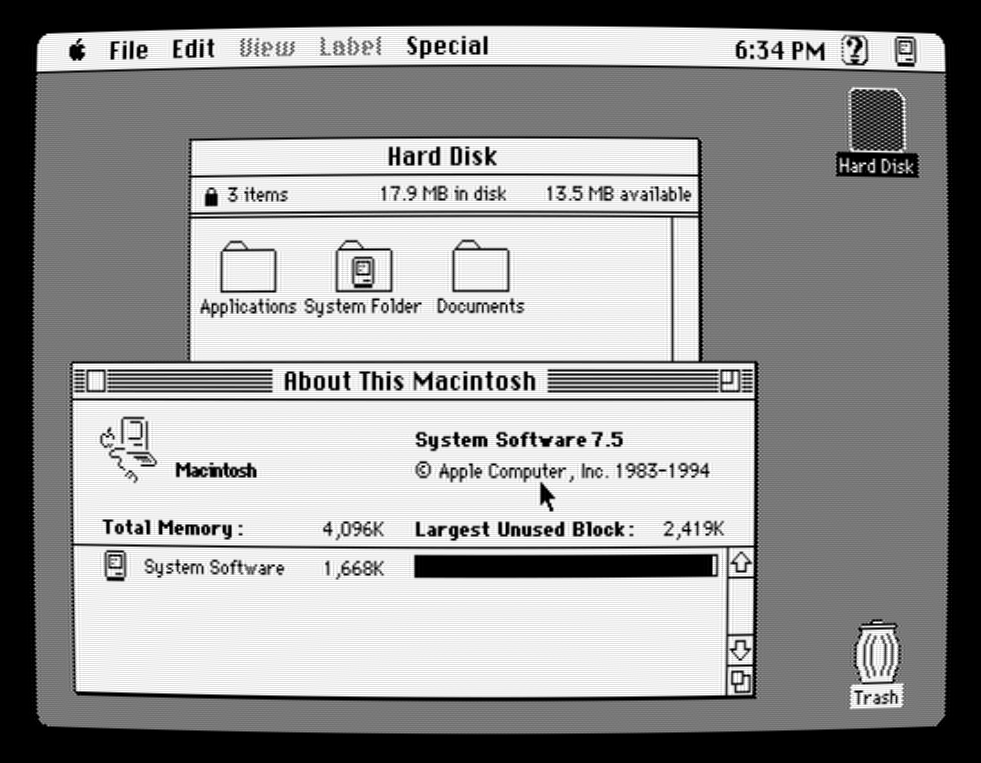 File Edit View Label Special 6:34 PM
Hard Disk
Hard Disk
3 items 17.9 MB in disk 13.5 MB available
Applications System Folder Documents
About This Macintosh
System Software 7.5
Macintosh © Apple Computer, Inc. 1983-1994
Total Memory: 4,096K Largest Unused Block: 2,419K
System Software 1,668K
Trash